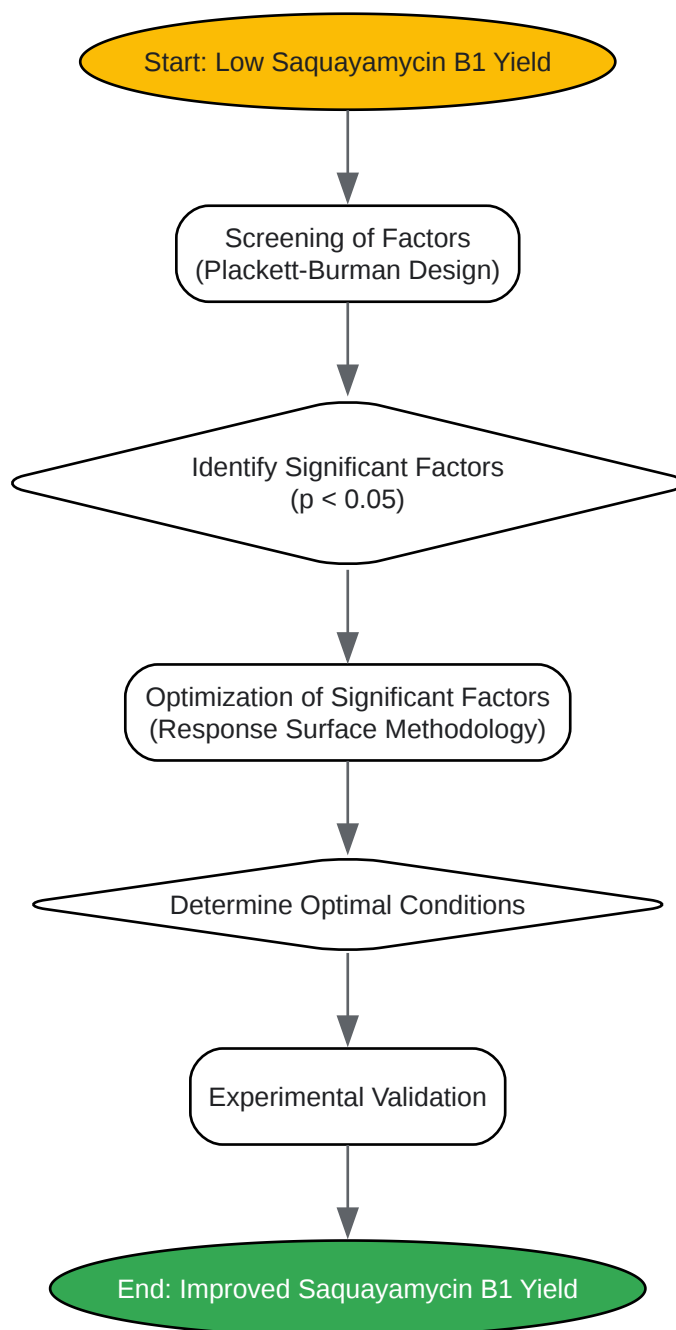 Start: Low Saquayamycin B1 Yield
Screening of Factors
(Plackett-Burman Design)
Identify Significant Factors
(p < 0.05)
Optimization of Significant Factors
(Response Surface Methodology)
Determine Optimal Conditions
Experimental Validation
End: Improved Saquayamycin B1 Yield